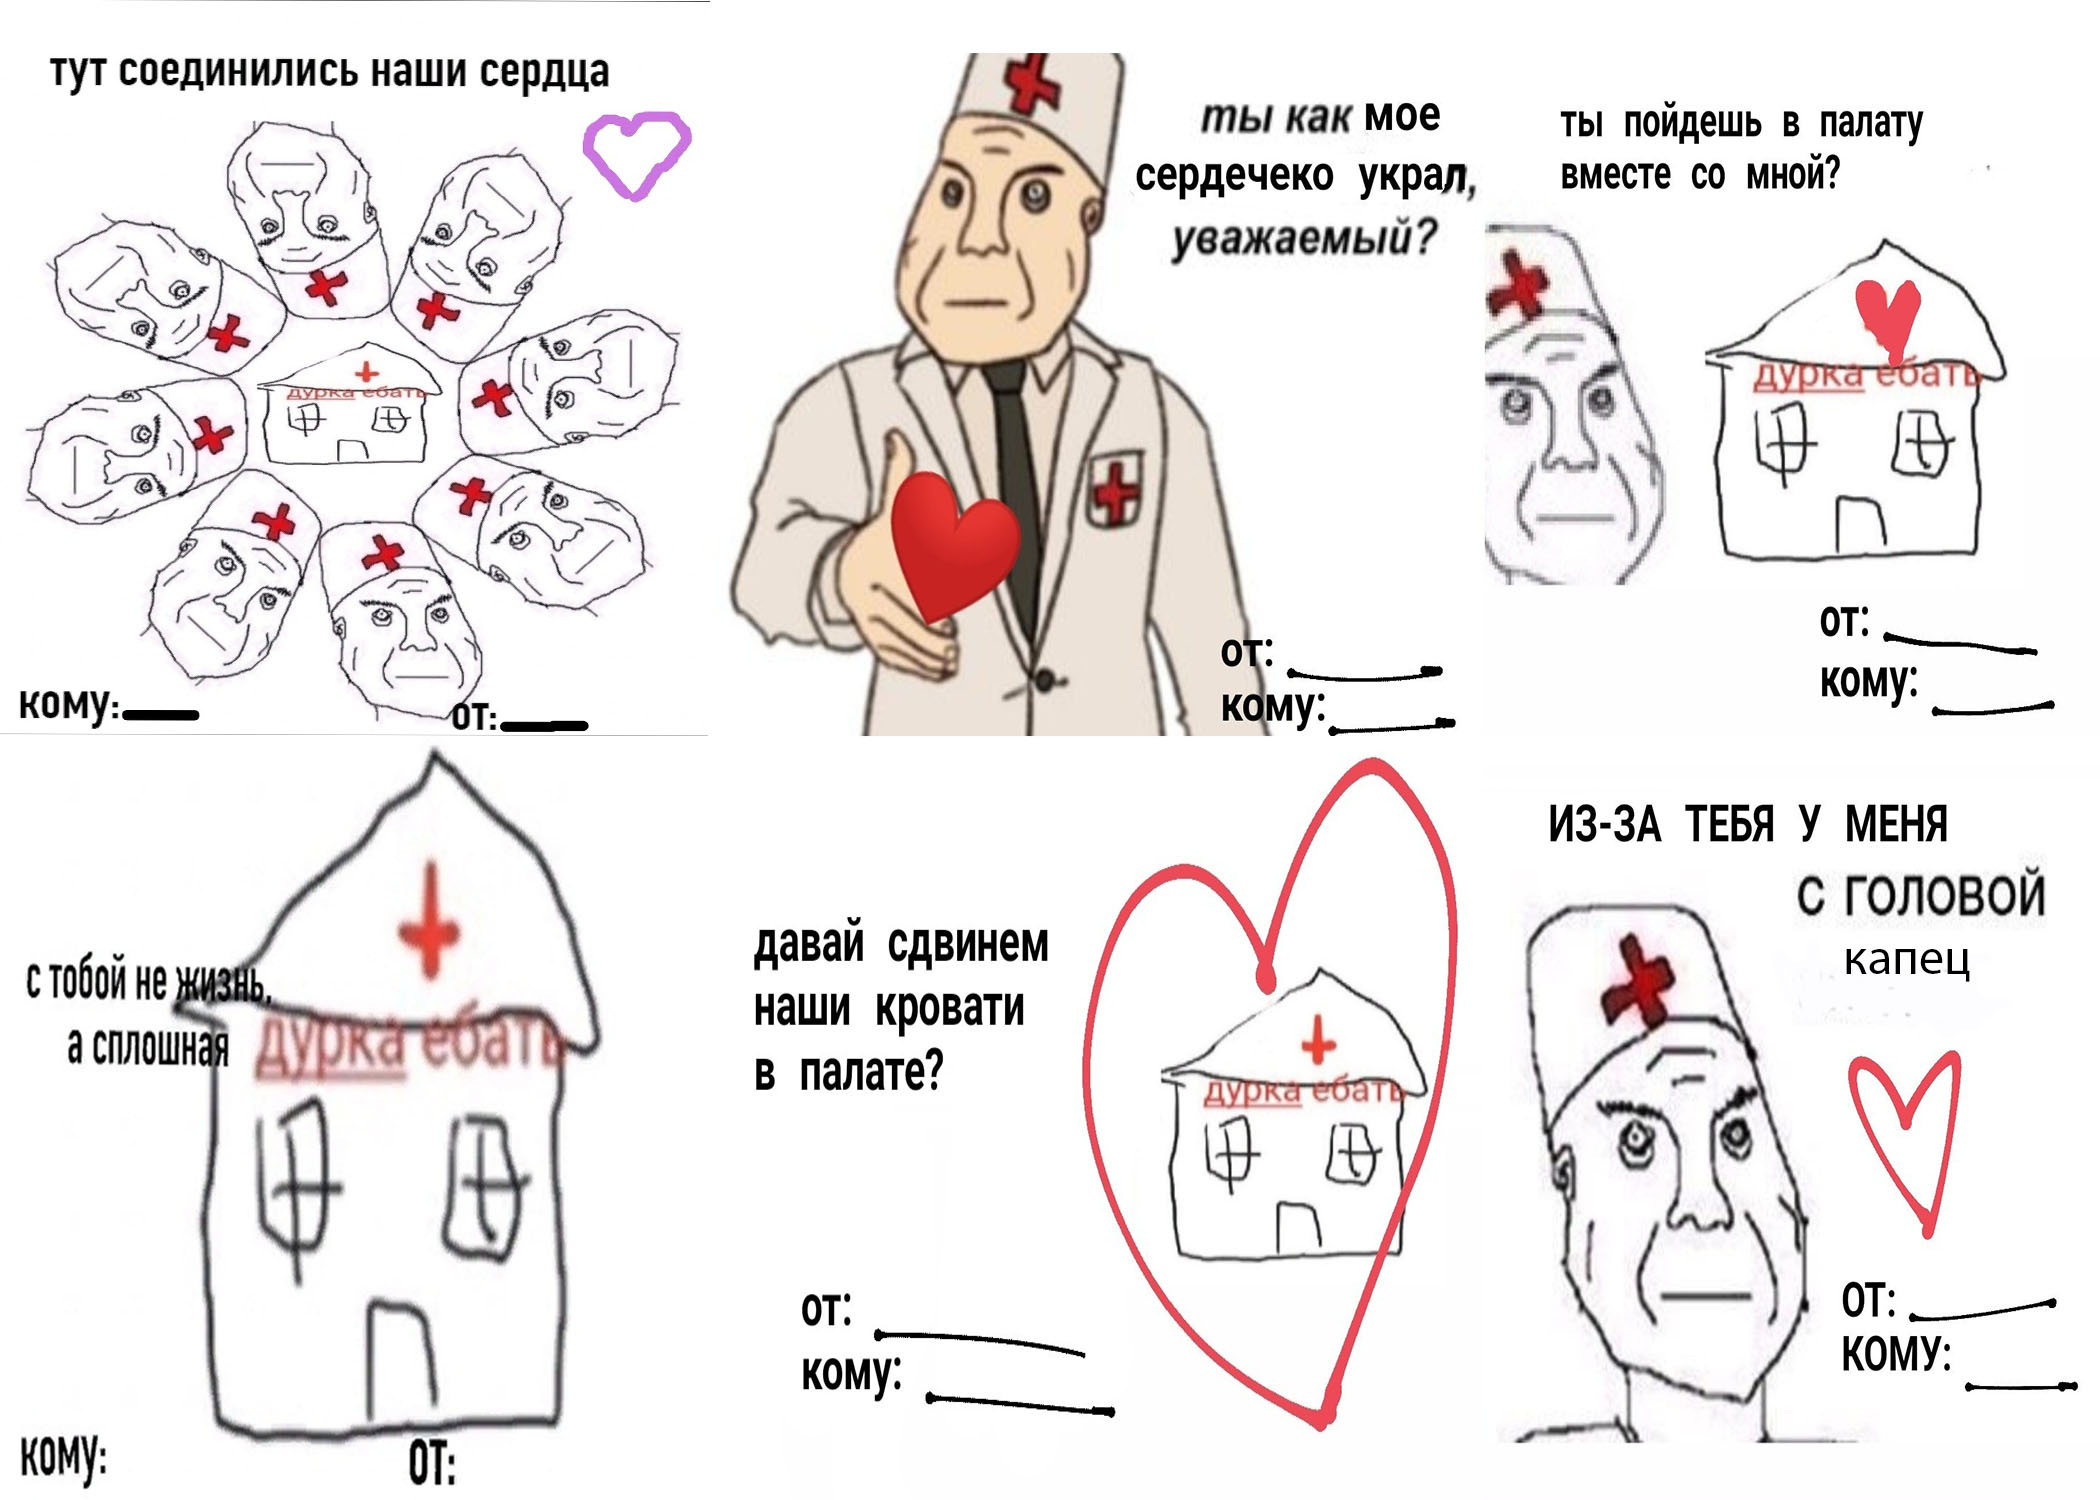 тут соединились наши сердца
дурка ебать
кому:
от:
ты как мое
сердечеко украл,
уважаемый?
от:
кому:
ты пойдешь в палату
вместе со мной?
дурка ебать
от:
кому:
с тобой не жизнь,
а сплошная
дурка ебать
кому:
от:
давай сдвинем
наши кровати
в палате?
дурка ебать
от:
кому:
ИЗ-ЗА ТЕБЯ У МЕНЯ
С ГОЛОВОЙ
капец
ОТ:
КОМУ: